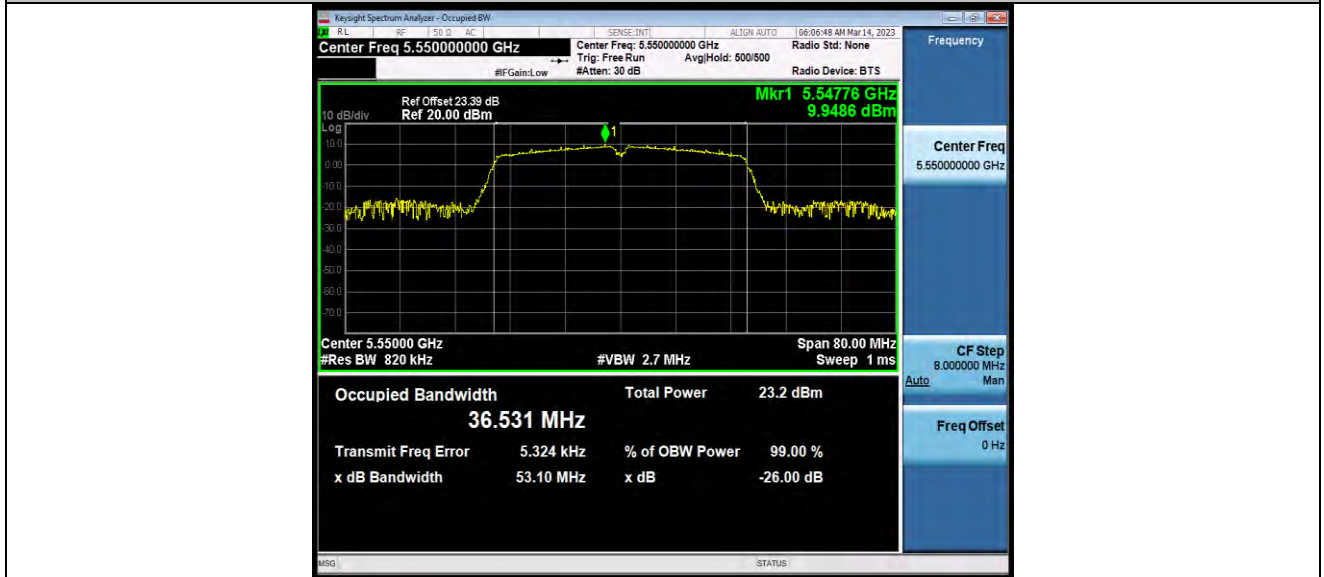 Keysight Spectrum Analyzer - Occupied BW
RL RF 50 Ω AC SENSE:INT ALIGN AUTO 06:06:48 AM Mar 14, 2023
Center Freq 5.550000000 GHz
Center Freq: 5.550000000 GHz Radio Std: None
Trig: Free Run Avg|Hold: 500/500
#IFGain:Low #Atten: 30 dB Radio Device: BTS
Frequency
Mkr1 5.54776 GHz
9.9486 dBm
Ref Offset 23.39 dB
10 dB/div Ref 20.00 dBm
Log
10.0
0.00
-10.0
-20.0
-30.0
-40.0
-50.0
-60.0
-70.0
1
Center 5.55000 GHz Span 80.00 MHz
#Res BW 820 kHz #VBW 2.7 MHz Sweep 1 ms
Occupied Bandwidth Total Power 23.2 dBm
36.531 MHz
Transmit Freq Error 5.324 kHz % of OBW Power 99.00 %
x dB Bandwidth 53.10 MHz x dB -26.00 dB
Center Freq
5.550000000 GHz
CF Step
8.000000 MHz
Auto Man
Freq Offset
0 Hz
MSG STATUS